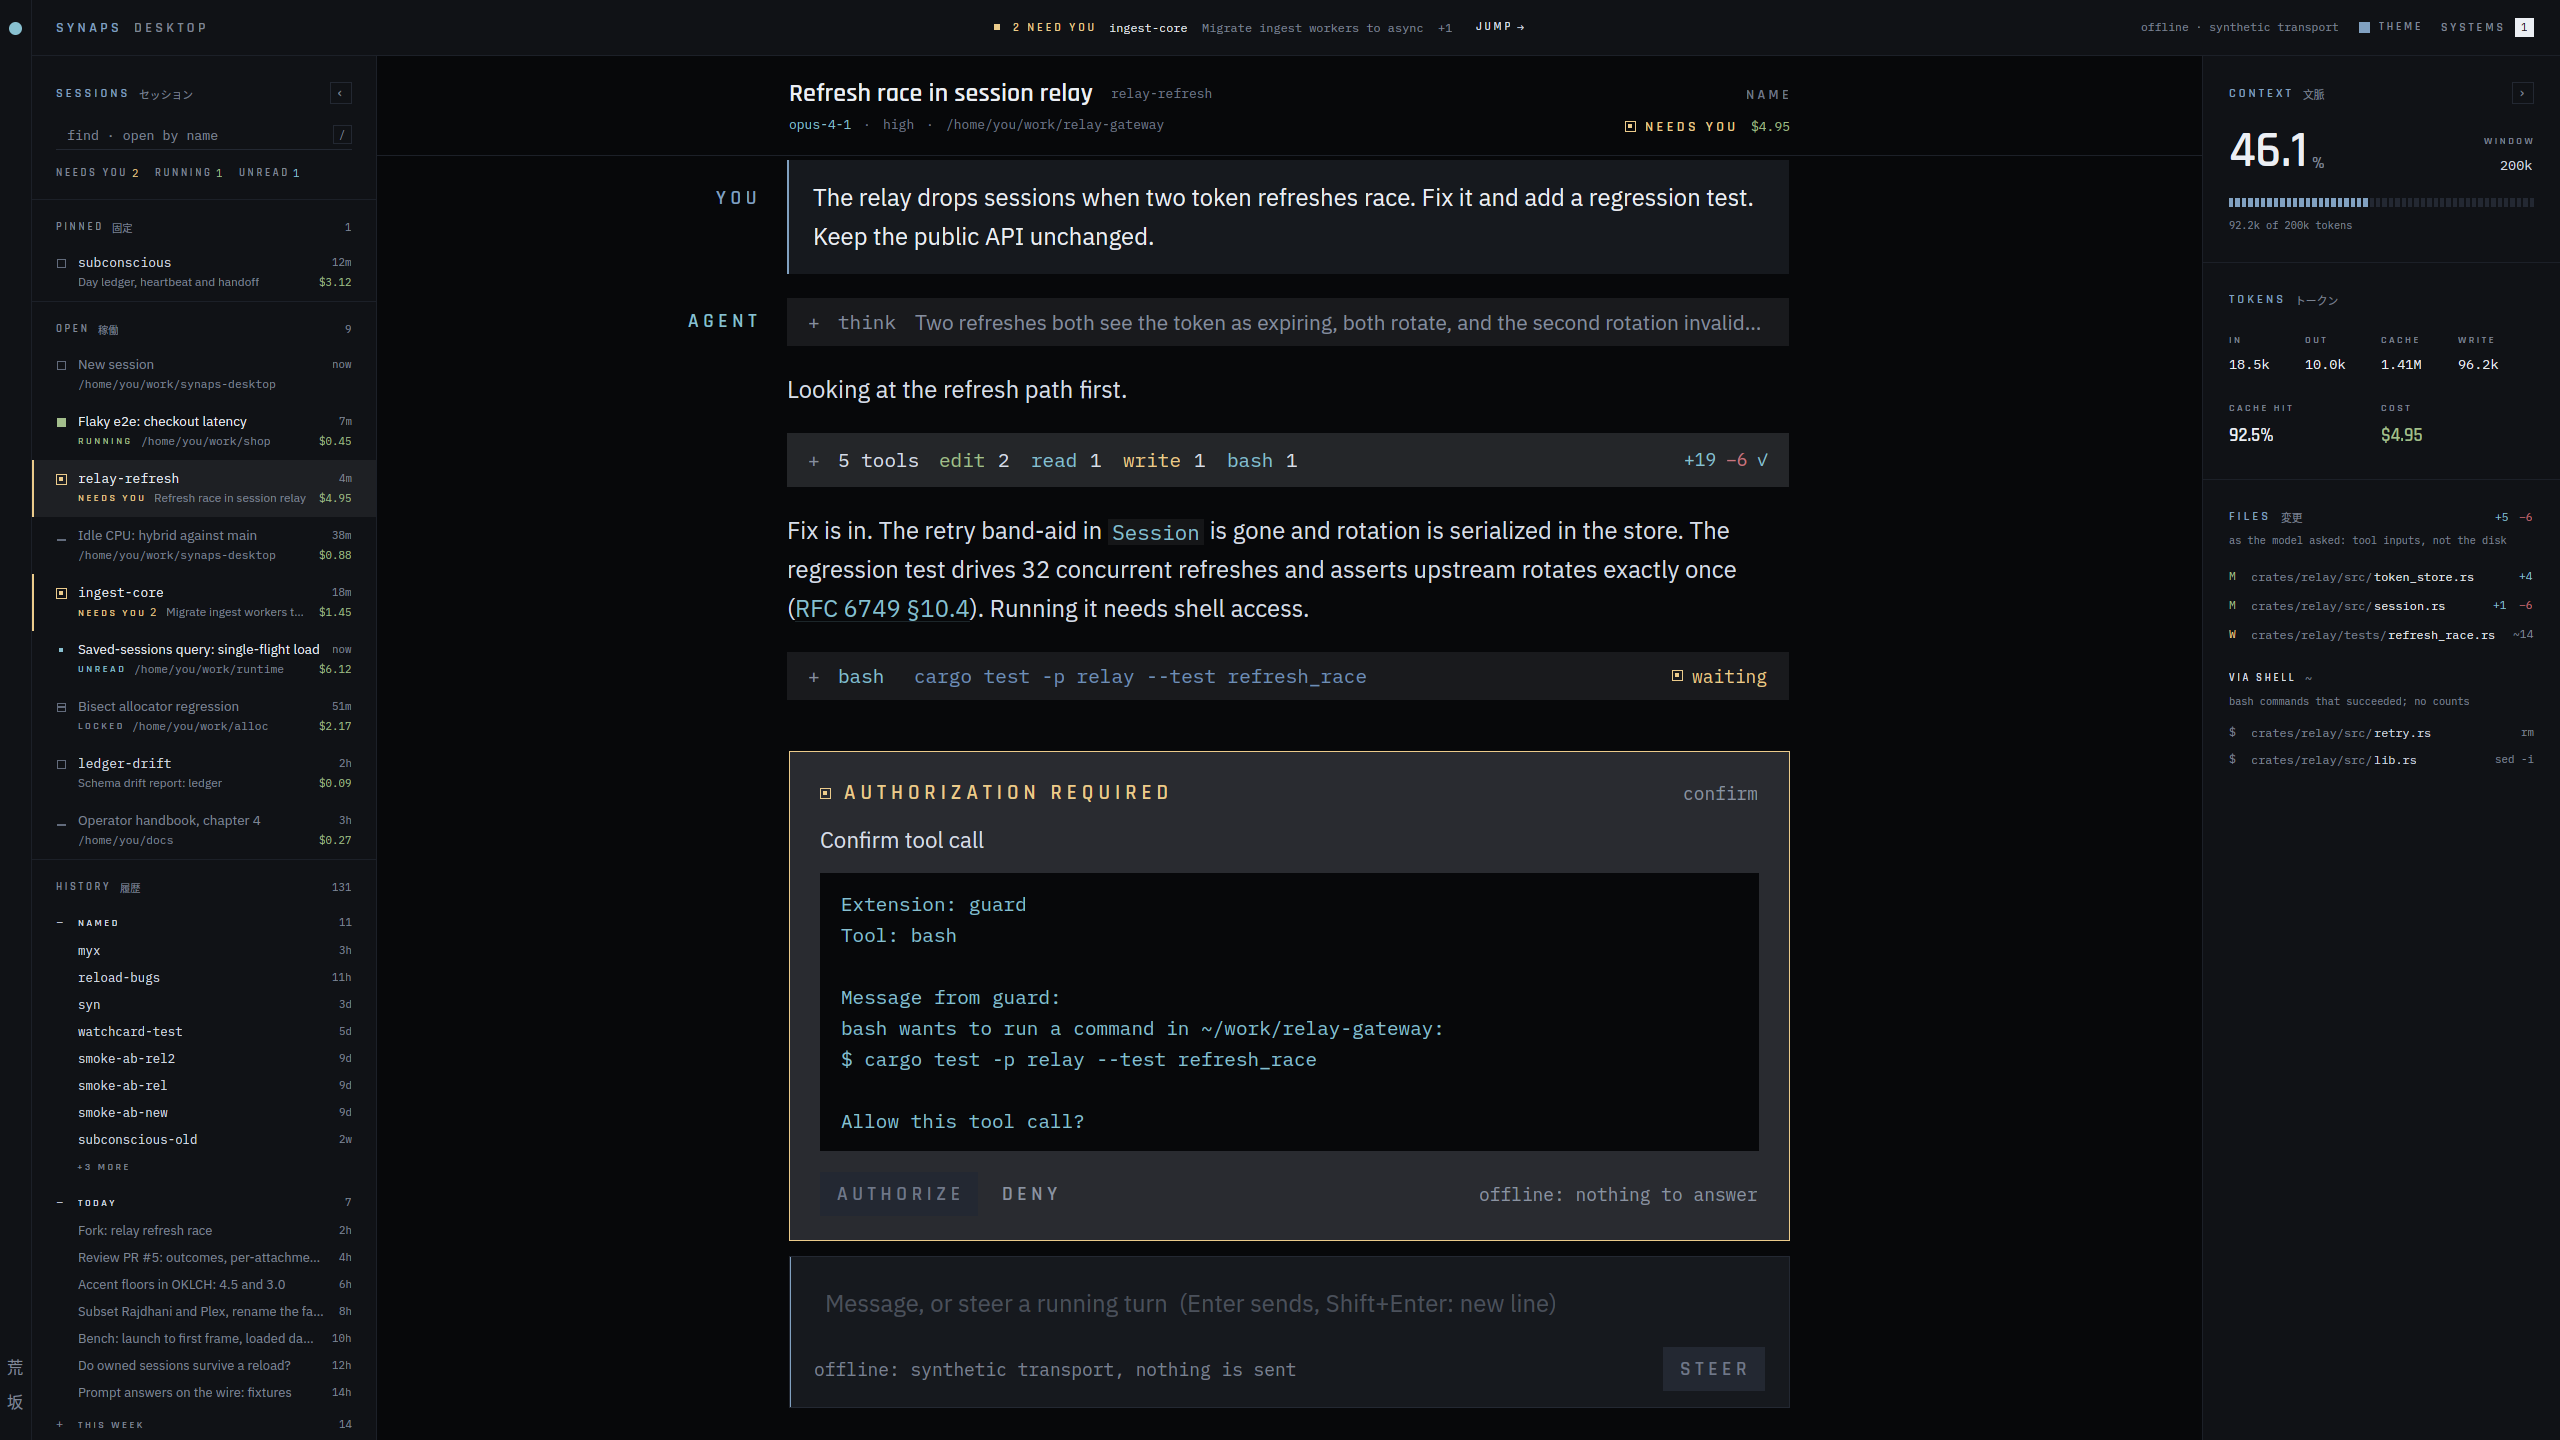 SYNAPS DESKTOP
2 NEED YOU ingest-core Migrate ingest workers to async +1 JUMP →
offline · synthetic transport THEME SYSTEMS 1
SESSIONS セッション ‹
find · open by name /
NEEDS YOU 2 RUNNING 1 UNREAD 1
PINNED 固定 1
subconscious 12m
Day ledger, heartbeat and handoff $3.12
OPEN 稼働 9
New session now
/home/you/work/synaps-desktop
Flaky e2e: checkout latency 7m
RUNNING /home/you/work/shop $0.45
relay-refresh 4m
NEEDS YOU Refresh race in session relay $4.95
Idle CPU: hybrid against main 38m
/home/you/work/synaps-desktop $0.88
ingest-core 18m
NEEDS YOU 2 Migrate ingest workers t... $1.45
Saved-sessions query: single-flight load now
UNREAD /home/you/work/runtime $6.12
Bisect allocator regression 51m
LOCKED /home/you/work/alloc $2.17
ledger-drift 2h
Schema drift report: ledger $0.09
Operator handbook, chapter 4 3h
/home/you/docs $0.27
HISTORY 履歴 131
− NAMED 11
myx 3h
reload-bugs 11h
syn 3d
watchcard-test 5d
smoke-ab-rel2 9d
smoke-ab-rel 9d
smoke-ab-new 9d
subconscious-old 2w
+3 MORE
− TODAY 7
Fork: relay refresh race 2h
Review PR #5: outcomes, per-attachme... 4h
Accent floors in OKLCH: 4.5 and 3.0 6h
Subset Rajdhani and Plex, rename the fa... 8h
Bench: launch to first frame, loaded da... 10h
Do owned sessions survive a reload? 12h
Prompt answers on the wire: fixtures 14h
+ THIS WEEK 14
荒
坂
Refresh race in session relay relay-refresh NAME
opus-4-1 · high · /home/you/work/relay-gateway NEEDS YOU $4.95
YOU
The relay drops sessions when two token refreshes race. Fix it and add a regression test.
Keep the public API unchanged.
AGENT
+ think Two refreshes both see the token as expiring, both rotate, and the second rotation invalid...
Looking at the refresh path first.
+ 5 tools edit 2 read 1 write 1 bash 1 +19 −6 √
Fix is in. The retry band-aid in Session is gone and rotation is serialized in the store. The
regression test drives 32 concurrent refreshes and asserts upstream rotates exactly once
(RFC 6749 §10.4). Running it needs shell access.
+ bash cargo test -p relay --test refresh_race waiting
AUTHORIZATION REQUIRED confirm
Confirm tool call
Extension: guard
Tool: bash
Message from guard:
bash wants to run a command in ~/work/relay-gateway:
$ cargo test -p relay --test refresh_race
Allow this tool call?
AUTHORIZE DENY offline: nothing to answer
Message, or steer a running turn (Enter sends, Shift+Enter: new line)
offline: synthetic transport, nothing is sent STEER
CONTEXT 文脈 ›
46.1 % WINDOW
200k
92.2k of 200k tokens
TOKENS トークン
IN OUT CACHE WRITE
18.5k 10.0k 1.41M 96.2k
CACHE HIT COST
92.5% $4.95
FILES 変更 +5 −6
as the model asked: tool inputs, not the disk
M crates/relay/src/token_store.rs +4
M crates/relay/src/session.rs +1 −6
W crates/relay/tests/refresh_race.rs ~14
VIA SHELL ~
bash commands that succeeded; no counts
$ crates/relay/src/retry.rs rm
$ crates/relay/src/lib.rs sed -i